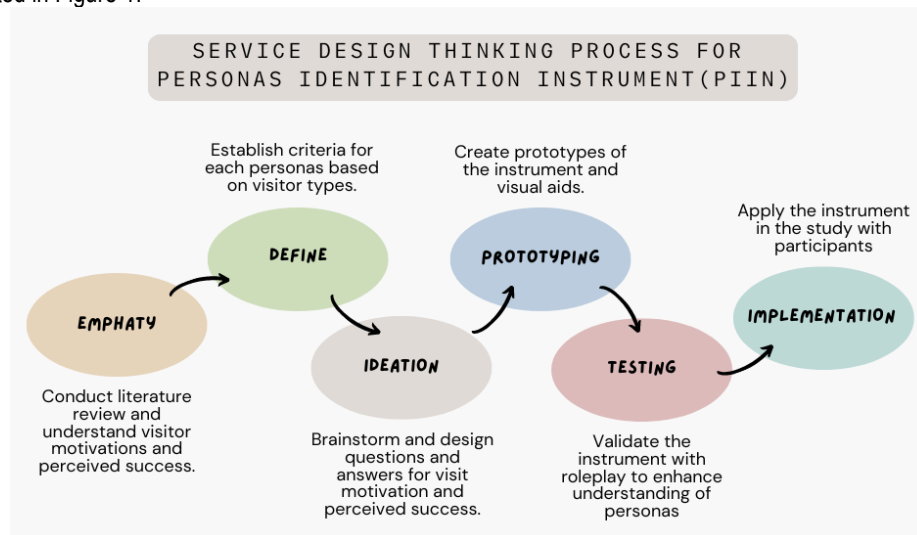 in Figure 1.
SERVICE DESIGN THINKING PROCESS FOR
PERSONAS IDENTIFICATION INSTRUMENT(PIIN)
EMPHATY
Conduct literature
review and
understand visitor
motivations and
perceived success.
Establish criteria for
each personas based
on visitor types.
DEFINE
IDEATION
Brainstorm and design
questions and
answers for visit
motivation and
perceived success.
Create prototypes of
the instrument and
visual aids.
PROTOTYPING
TESTING
Validate the
instrument with
roleplay to enhance
understanding of
personas
Apply the instrument
in the study with
participants
IMPLEMENTATION